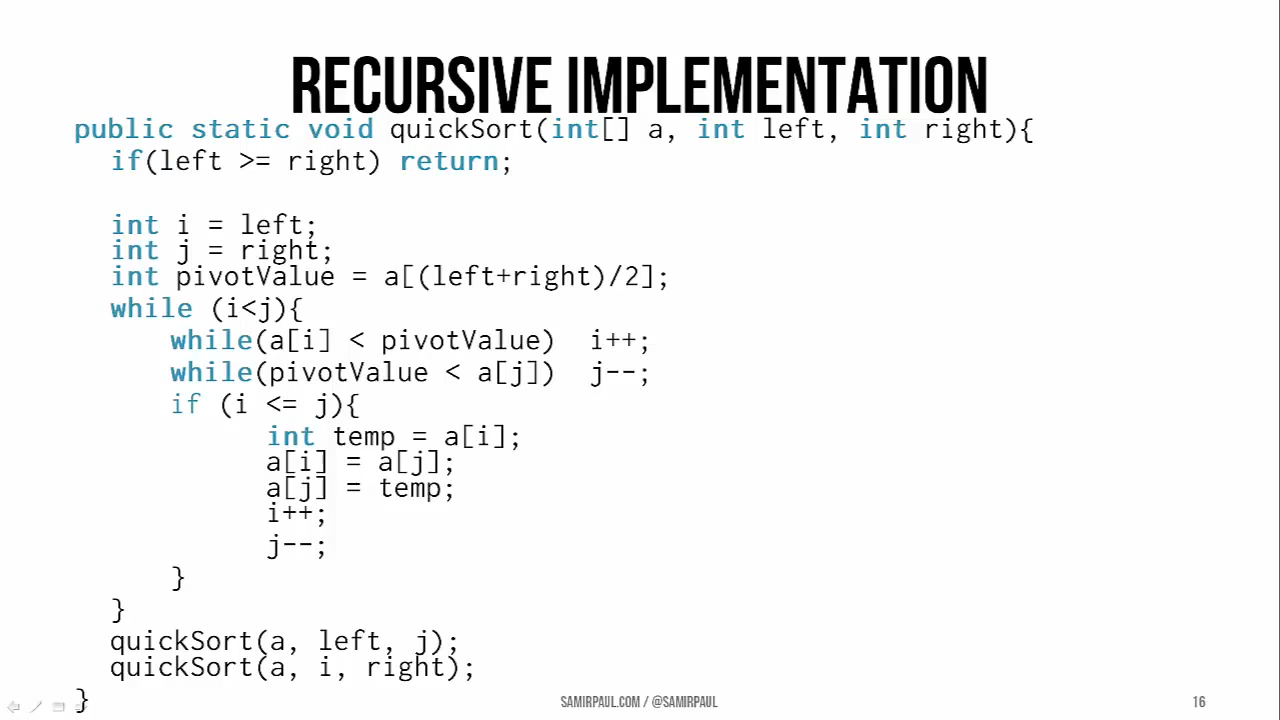 RECURSIVE IMPLEMENTATION
public static void quickSort(int[] a, int left, int right){
if(left >= right) return;
int i = left;
int j = right;
int pivotValue = a[(left+right)/2];
while (i<j){
while(a[i] < pivotValue) i++;
while(pivotValue < a[j]) j--;
if (i <= j){
int temp = a[i];
a[i] = a[j];
a[j] = temp;
i++;
j--;
}
}
quickSort(a, left, j);
quickSort(a, i, right);
}
SAMIRPAUL.COM / @SAMIRPAUL
16